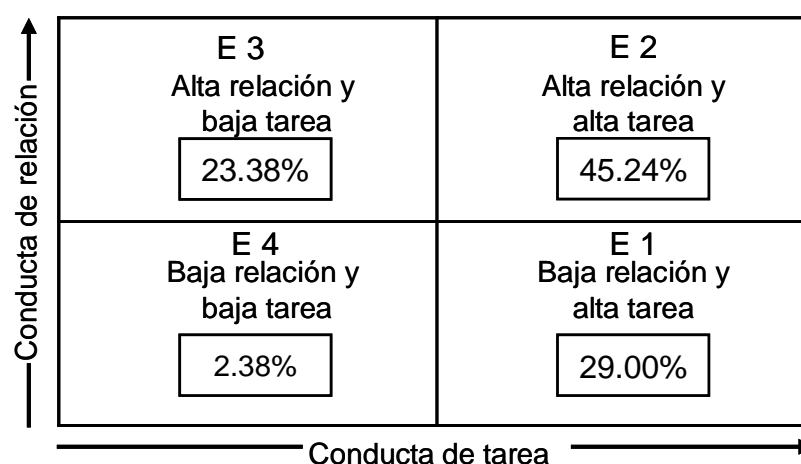 Conducta de relación
E 3
Alta relación y
baja tarea
23.38%
E 2
Alta relación y
alta tarea
45.24%
E 4
Baja relación y
baja tarea
2.38%
E 1
Baja relación y
alta tarea
29.00%
Conducta de tarea